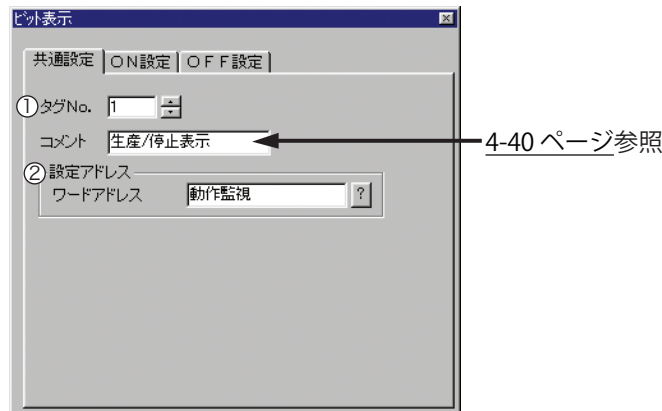 ビット表示
共通設定 ON設定 OFF設定
①タグNo. 1
コメント 生産/停止表示 4-40 ページ参照
②設定アドレス
ワードアドレス 動作監視 ?